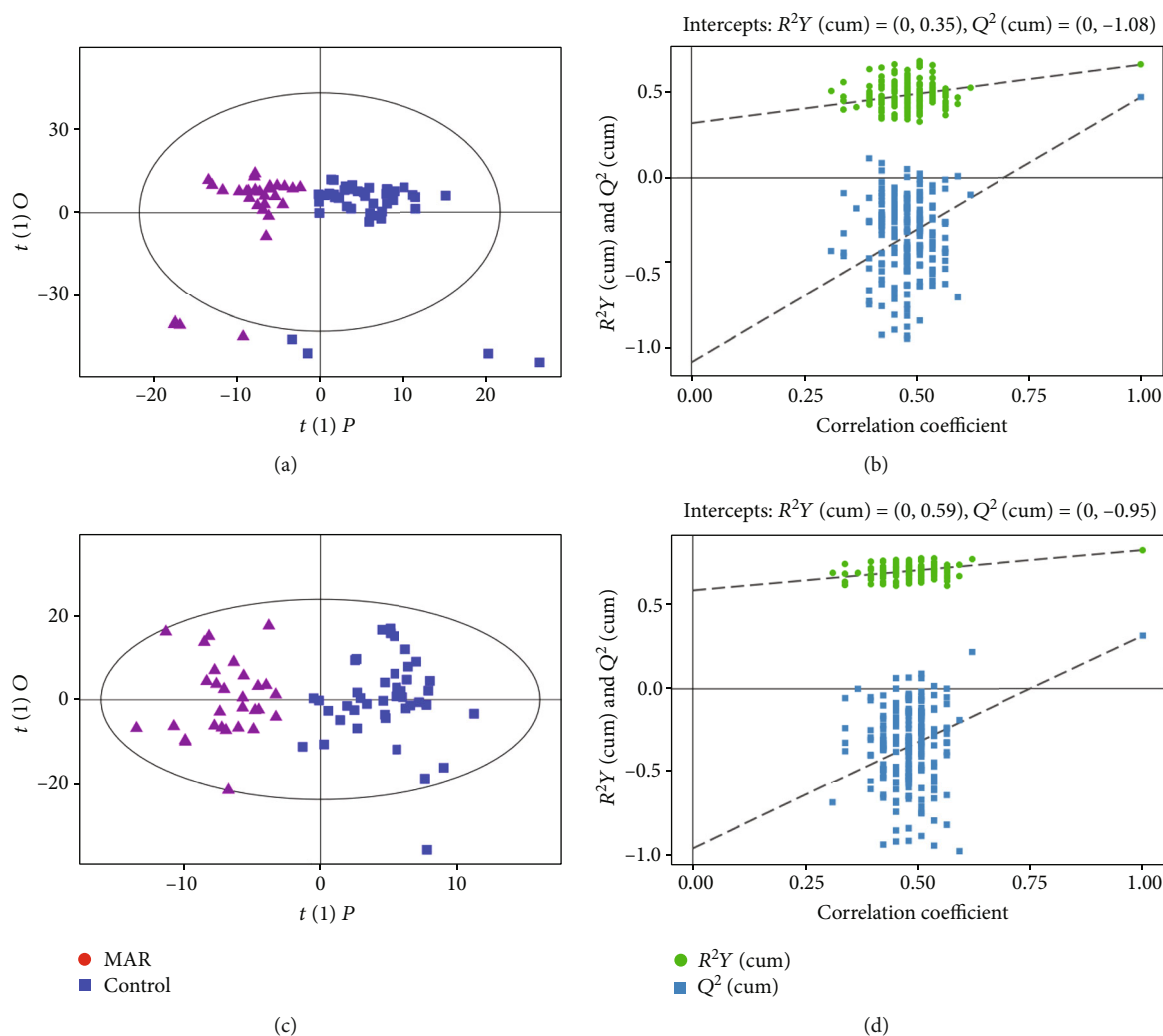 Intercepts: R²Y (cum) = (0, 0.35), Q² (cum) = (0, –1.08)
30
0
–30
t (1) O
–20
–10
0
10
20
t (1) P
(a)
0.5
0.0
–0.5
–1.0
R²Y (cum) and Q² (cum)
0.00
0.25
0.50
0.75
1.00
Correlation coefficient
(b)
Intercepts: R²Y (cum) = (0, 0.59), Q² (cum) = (0, –0.95)
20
0
–20
t (1) O
–10
0
10
t (1) P
MAR
Control
(c)
0.5
0.0
–0.5
–1.0
R²Y (cum) and Q² (cum)
0.00
0.25
0.50
0.75
1.00
Correlation coefficient
R²Y (cum)
Q² (cum)
(d)